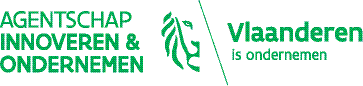 AGENTSCHAP
INNOVEREN &
ONDERNEMEN
Vlaanderen
is ondernemen